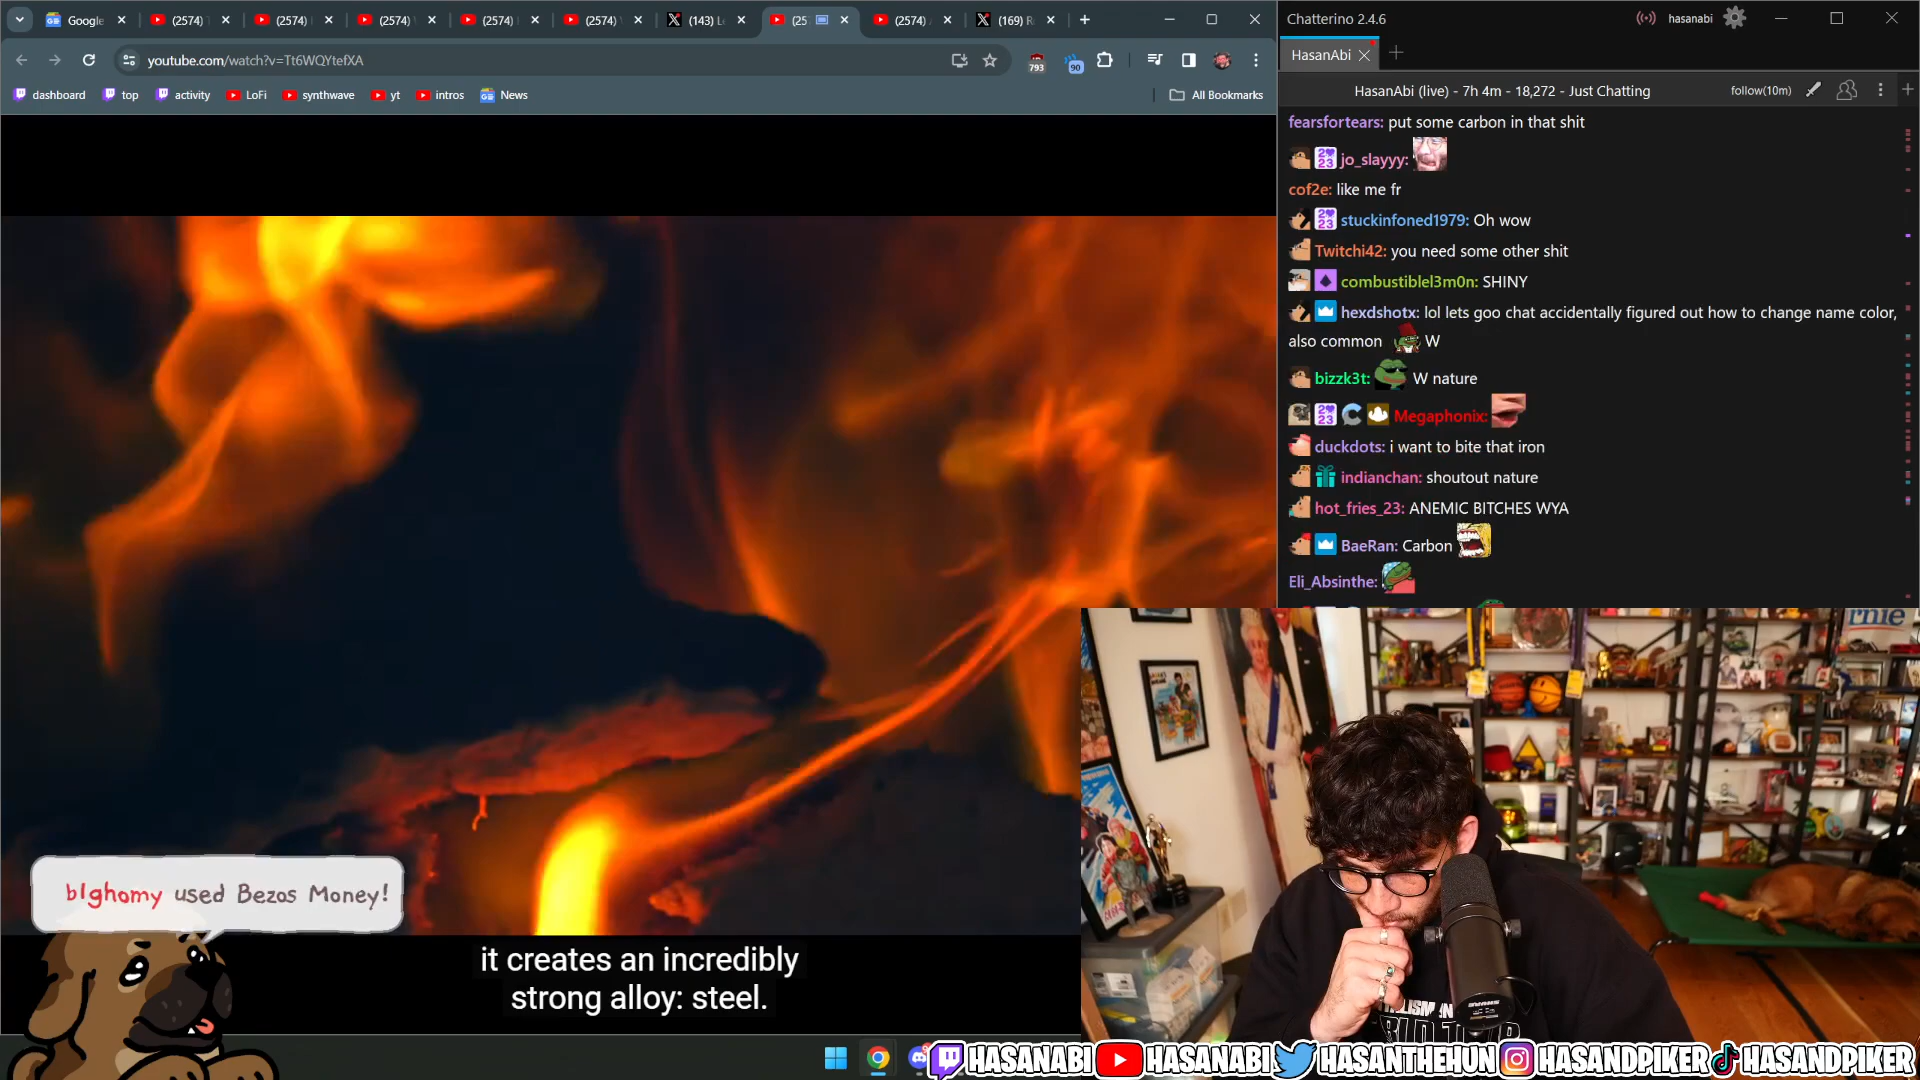 Google
(2574)
(2574)
(2574)
(2574)
(2574)
(143) L
(25
(2574)
(169) R
youtube.com/watch?v=Tt6WQYtefXA
793
90
dashboard
top
activity
LoFi
synthwave
yt
intros
News
All Bookmarks
Chatterino 2.4.6
hasanabi
HasanAbi
HasanAbi (live) - 7h 4m - 18,272 - Just Chatting
follow(10m)
fearsfortears: put some carbon in that shit
jo_slayyy:
cof2e: like me fr
stuckinfoned1979: Oh wow
Twitchi42: you need some other shit
combustiblel3m0n: SHINY
hexdshotx: lol lets goo chat accidentally figured out how to change name color,
also common W
bizzk3t: W nature
Megaphonix:
duckdots: i want to bite that iron
indianchan: shoutout nature
hot_fries_23: ANEMIC BITCHES WYA
BaeRan: Carbon
Eli_Absinthe:
rnie
b1ghomy used Bezos Money!
it creates an incredibly
strong alloy: steel.
HASANABI
HASANABI
HASANTHEHUN
HASANDPIKER
HASANDPIKER